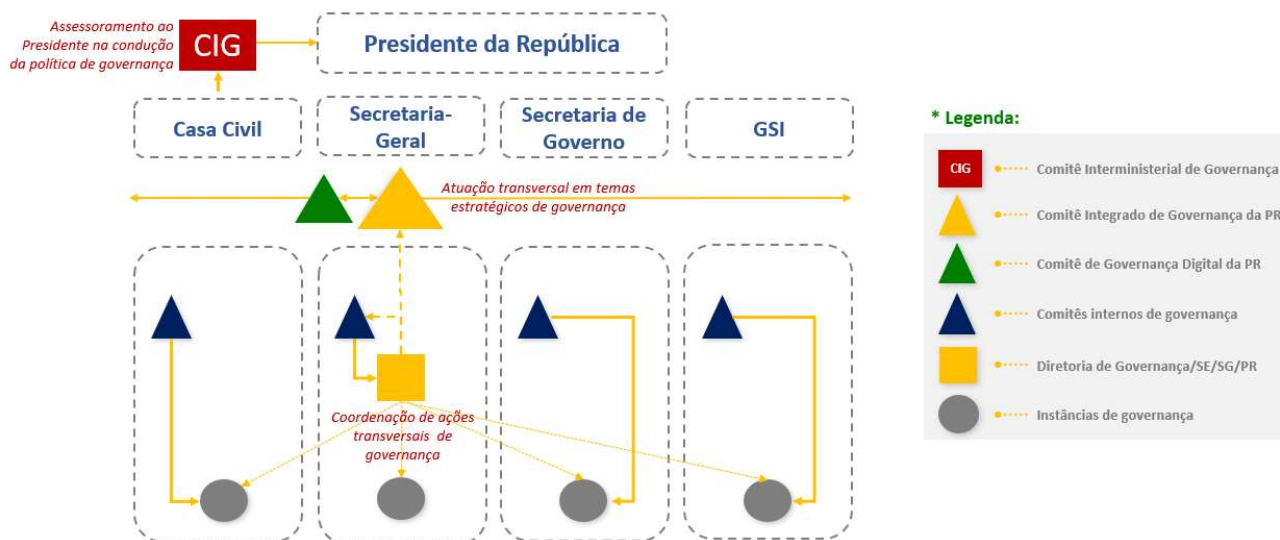 Assessoramento ao
Presidente na condução
da política de governança
CIG
Presidente da República
Casa Civil
Secretaria-
Geral
Secretaria de
Governo
GSI
Atuação transversal em temas
estratégicos de governança
Coordenação de ações
transversais de
governança
* Legenda:
CIG
Comitê Interministerial de Governança
Comitê Integrado de Governança da PR
Comitê de Governança Digital da PR
Comitês internos de governança
Diretoria de Governança/SE/SG/PR
Instâncias de governança